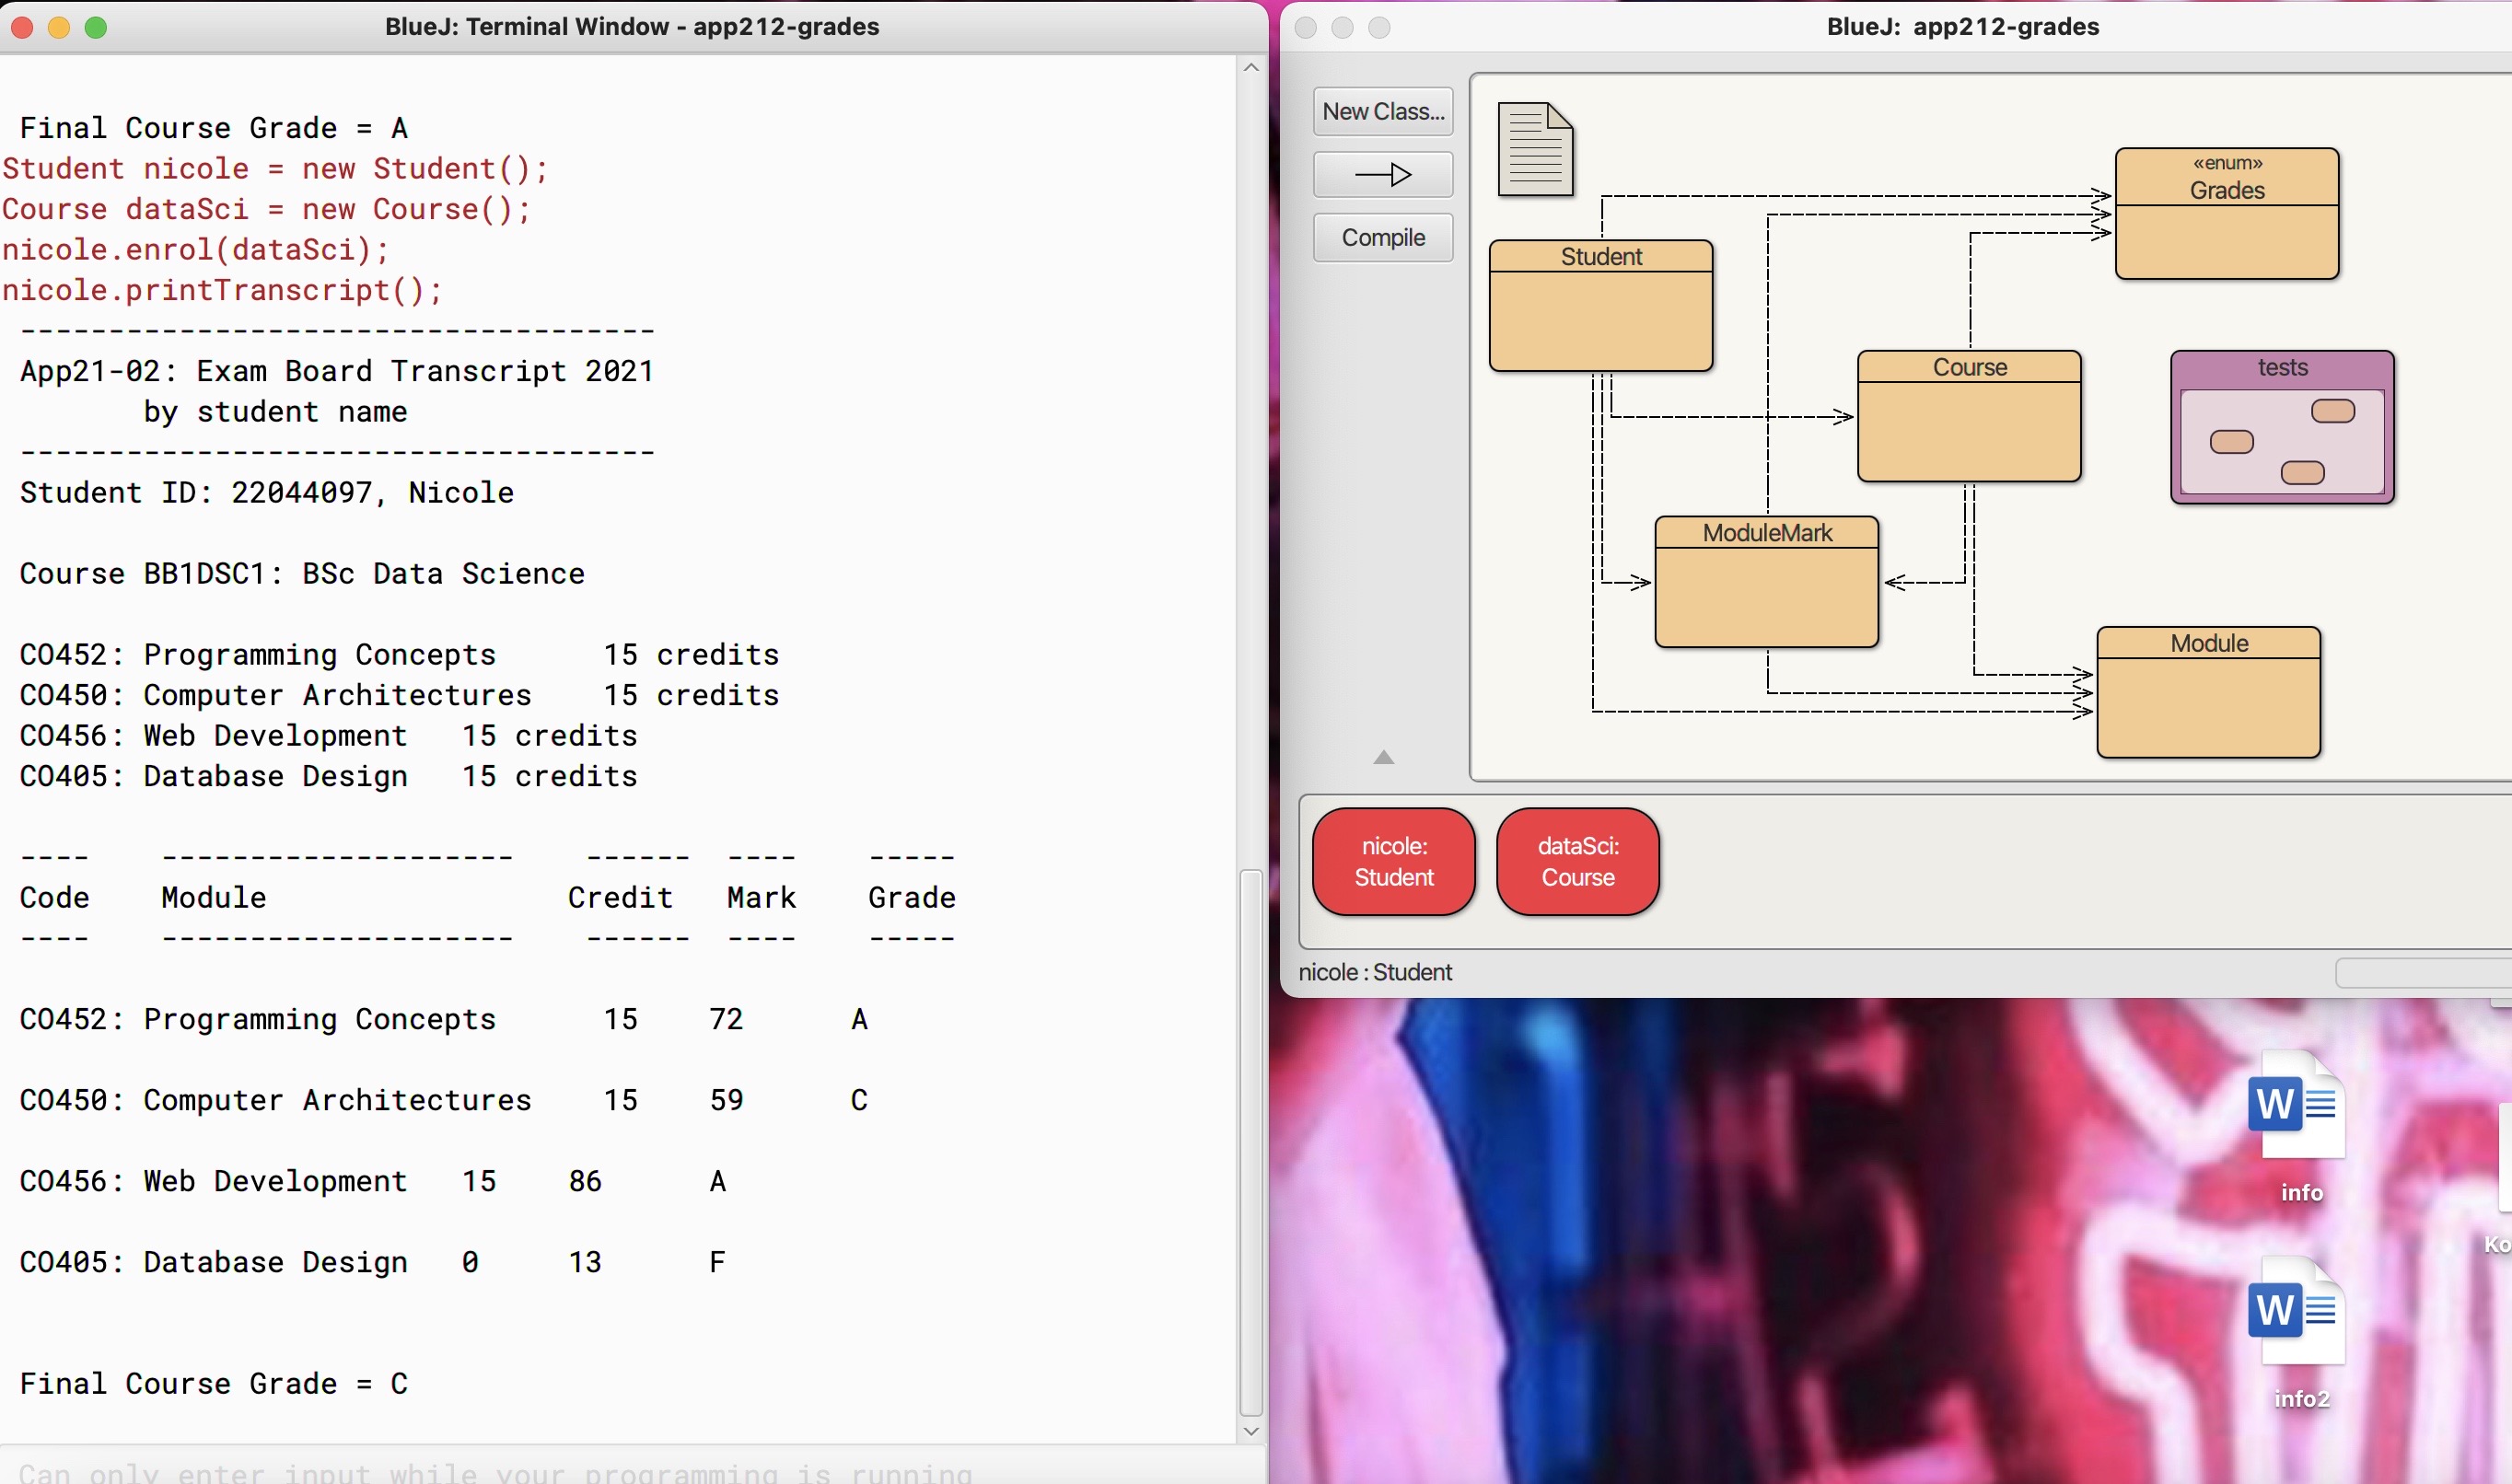 BlueJ: Terminal Window - app212-grades
Final Course Grade = A
Student nicole = new Student();
Course dataSci = new Course();
nicole.enrol(dataSci);
nicole.printTranscript();
------------------------------------
App21-02: Exam Board Transcript 2021
by student name
------------------------------------
Student ID: 22044097, Nicole
Course BB1DSC1: BSc Data Science
CO452: Programming Concepts 15 credits
CO450: Computer Architectures 15 credits
CO456: Web Development 15 credits
CO405: Database Design 15 credits
---- -------------------- ------ ---- -----
Code Module Credit Mark Grade
---- -------------------- ------ ---- -----
CO452: Programming Concepts 15 72 A
CO450: Computer Architectures 15 59 C
CO456: Web Development 15 86 A
CO405: Database Design 0 13 F
Final Course Grade = C
Can only enter input while your programming is running
BlueJ: app212-grades
New Class...
Compile
«enum»
Grades
Student
Course
tests
ModuleMark
Module
nicole:
Student
dataSci:
Course
nicole : Student
W
info
Ko
W
info2